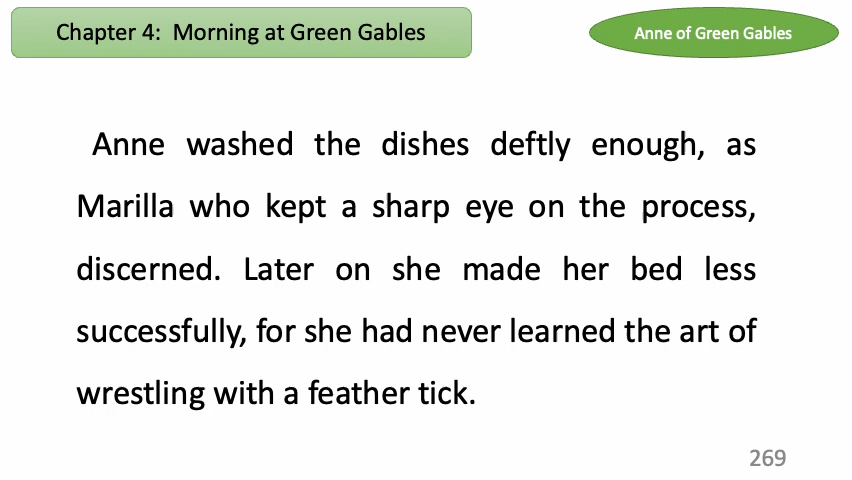 Chapter 4:  Morning at Green Gables
Anne of Green Gables
Anne washed the dishes deftly enough, as
Marilla who kept a sharp eye on the process,
discerned. Later on she made her bed less
successfully, for she had never learned the art of
wrestling with a feather tick.
269